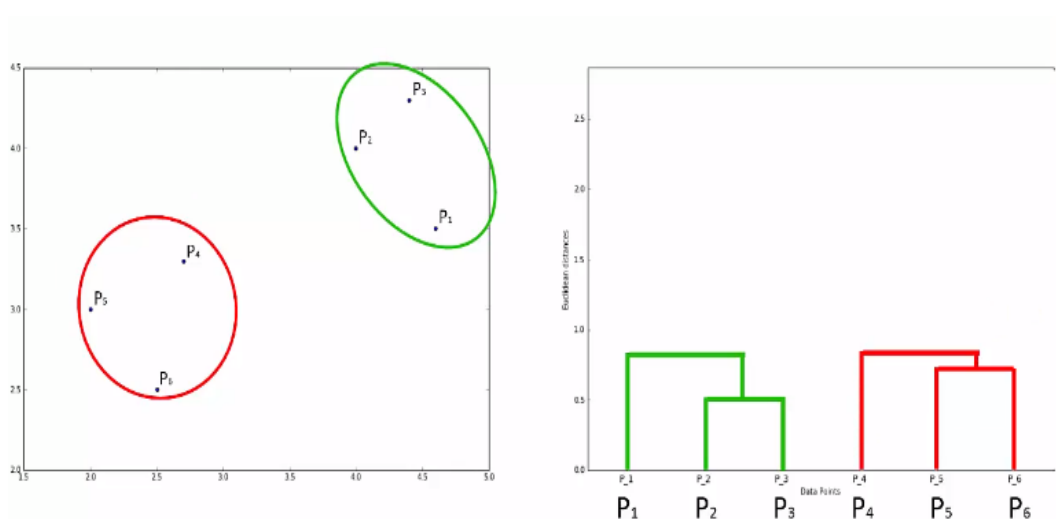 4.5
P₃
P₂
4.0
P₁
3.5
P₄
P₅
3.0
P₆
2.5
2.0
1.5 2.0 2.5 3.0 3.5 4.0 4.5 5.0
2.5
2.0
1.5
Euclidean distances
1.0
0.5
0.0
P_1 P_2 P_3 P_4 P_5 P_6
Data Points
P₁ P₂ P₃ P₄ P₅ P₆